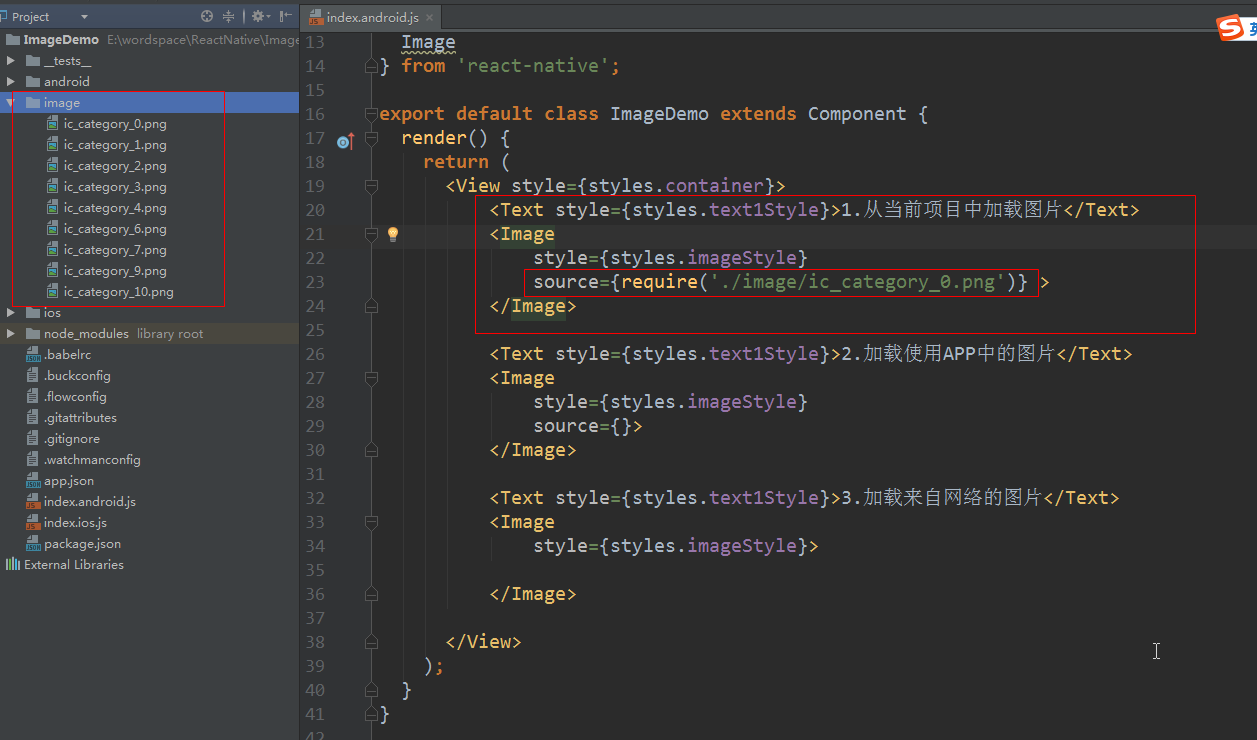 Project
ImageDemo E:\wordspace\ReactNative\Image
__tests__
android
image
ic_category_0.png
ic_category_1.png
ic_category_2.png
ic_category_3.png
ic_category_4.png
ic_category_6.png
ic_category_7.png
ic_category_9.png
ic_category_10.png
ios
node_modules library root
.babelrc
.buckconfig
.flowconfig
.gitattributes
.gitignore
.watchmanconfig
app.json
index.android.js
index.ios.js
package.json
External Libraries
index.android.js
13 Image
14 } from 'react-native';
15
16 export default class ImageDemo extends Component {
17 render() {
18 return (
19 <View style={styles.container}>
20 <Text style={styles.text1Style}>1.从当前项目中加载图片</Text>
21 <Image
22 style={styles.imageStyle}
23 source={require('./image/ic_category_0.png')} >
24 </Image>
25
26 <Text style={styles.text1Style}>2.加载使用APP中的图片</Text>
27 <Image
28 style={styles.imageStyle}
29 source={}>
30 </Image>
31
32 <Text style={styles.text1Style}>3.加载来自网络的图片</Text>
33 <Image
34 style={styles.imageStyle}>
35
36 </Image>
37
38 </View>
39 );
40 }
41 }
42
S 英